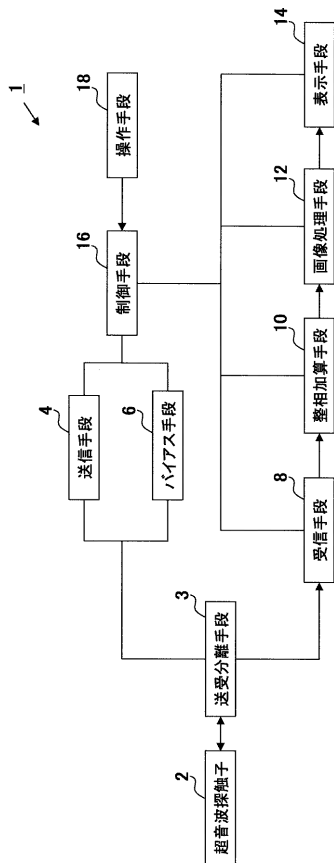 1
2
超音波探触子
3
送受分離手段
4
送信手段
6
バイアス手段
16
制御手段
18
操作手段
8
受信手段
10
整相加算手段
12
画像処理手段
14
表示手段